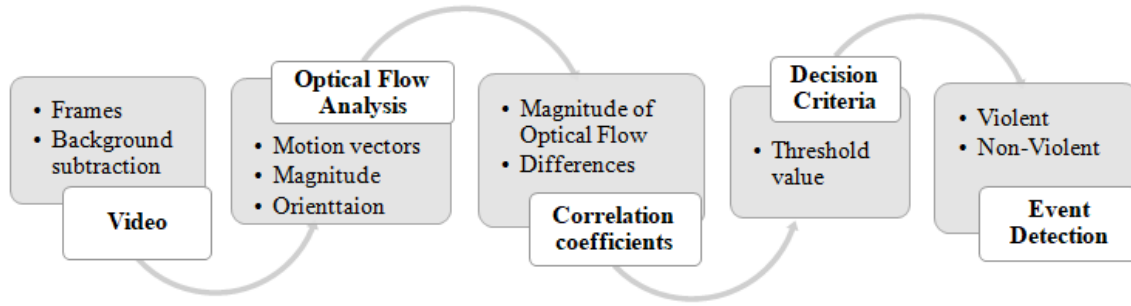 • Frames
• Background
subtraction
Video
Optical Flow
Analysis
• Motion vectors
• Magnitude
• Orienttaion
• Magnitude of
Optical Flow
• Differences
Correlation
coefficients
Decision
Criteria
• Threshold
value
• Violent
• Non-Violent
Event
Detection